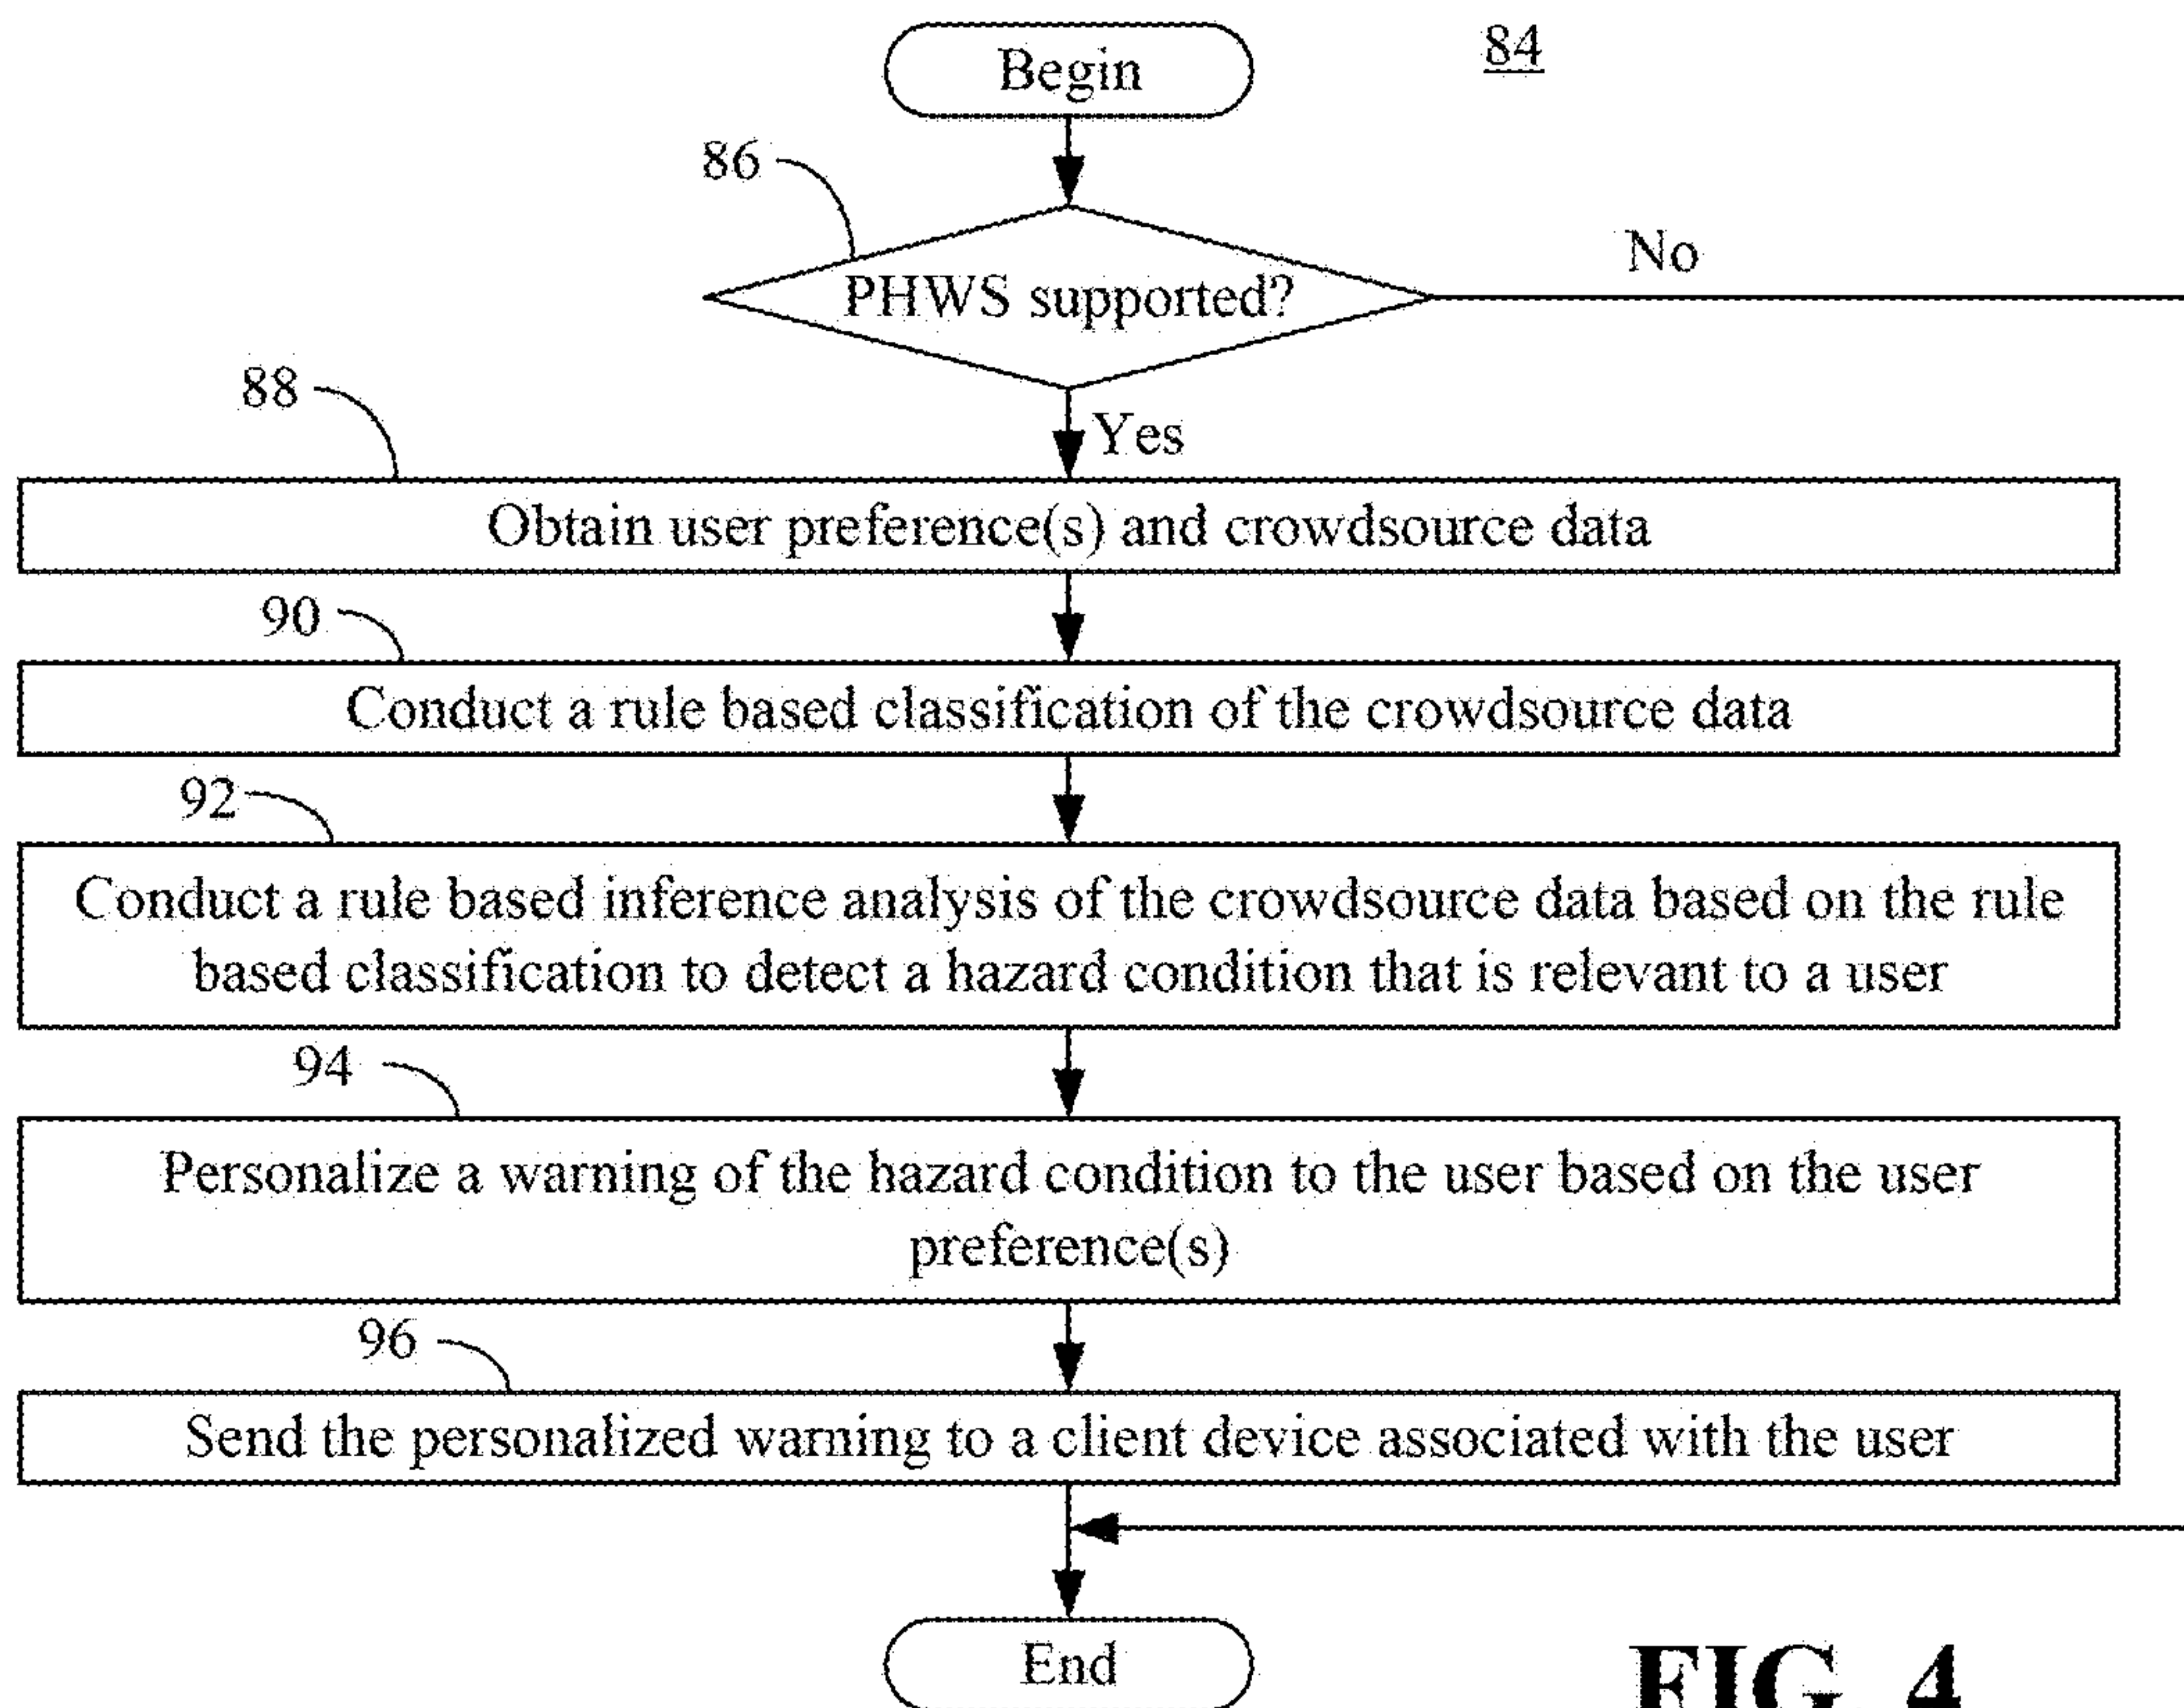 Begin
84
86
PHWS supported?
No
Yes
88
Obtain user preference(s) and crowdsource data
90
Conduct a rule based classification of the crowdsource data
92
Conduct a rule based inference analysis of the crowdsource data based on the rule
based classification to detect a hazard condition that is relevant to a user
94
Personalize a warning of the hazard condition to the user based on the user
preference(s)
96
Send the personalized warning to a client device associated with the user
End
FIG. 4